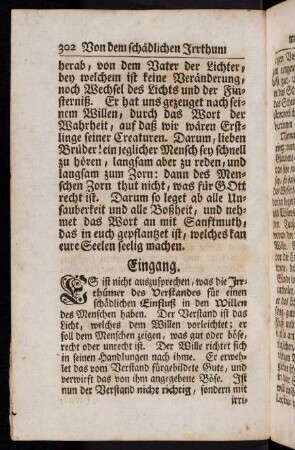 302 Von dem schädlichen Irrthum
herab, von dem Vater der Lichter,
bey welchem ist keine Veränderung,
noch Wechsel des Lichts und der Fin-
sterniß. Er hat uns gezeuget nach sei-
nem Willen, durch das Wort der
Wahrheit, auf daß wir wären Erst-
linge seiner Creaturen. Darum, lieben
Brüder! ein jeglicher Mensch sey schnell
zu hören, langsam aber zu reden, und
langsam zum Zorn: dann des Men-
schen Zorn thut nicht, was für GOtt
recht ist. Darum so leget ab alle Un-
sauberkeit und alle Boßheit, und neh-
met das Wort an mit Sanftmuth,
das in euch gepflanzet ist, welches kan
eure Seelen seelig machen.
Eingang.
ES ist nicht auszusprechen, was die Irr-
thümer des Verstandes für einen
schädlichen Einfluß in den Willen
des Menschen haben. Der Verstand ist das
Licht, welches dem Willen vorleichtet; er
soll dem Menschen zeigen, was gut oder böse,
recht oder unrecht ist. Der Wille richtet sich
in seinen Handlungen nach ihme. Er erweh-
let das vom Verstand fürgebildete Gute, und
verwirft das von ihm angegebene Böse. Ist
nun der Verstand nicht richtig, sondern mit
irri-